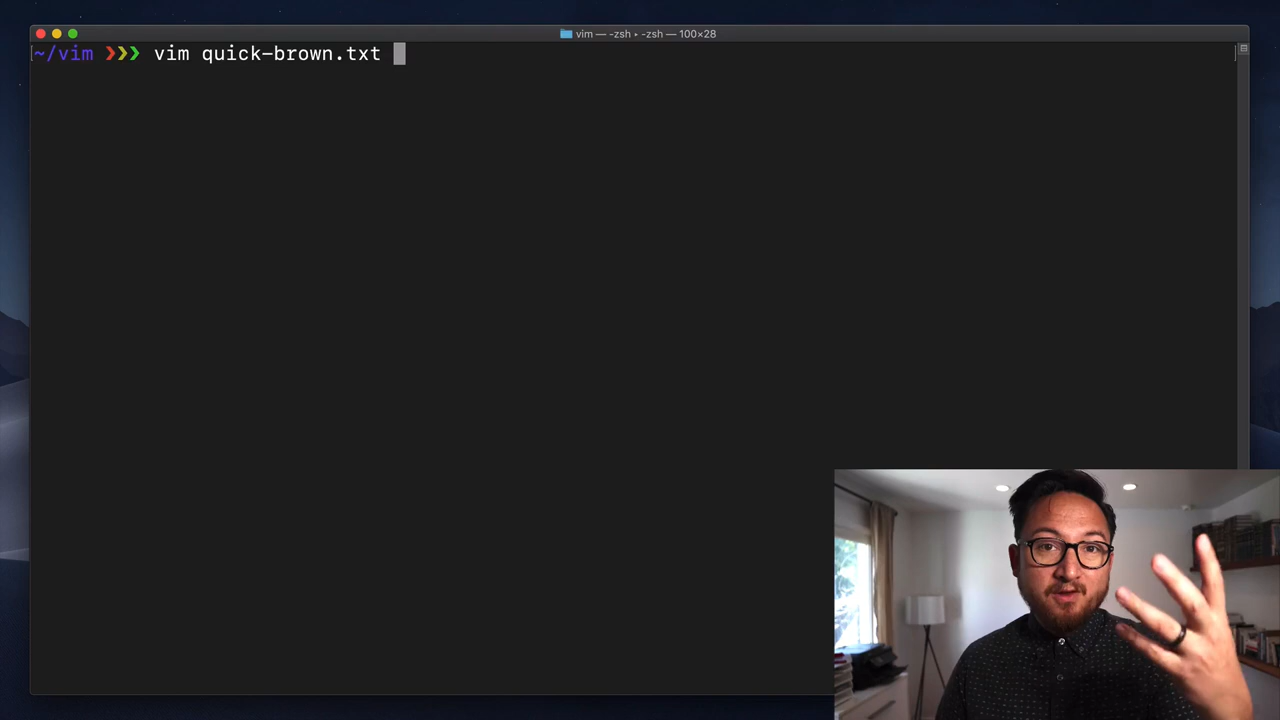 vim — -zsh ▸ -zsh — 100×28
~/vim ❯❯❯ vim quick-brown.txt